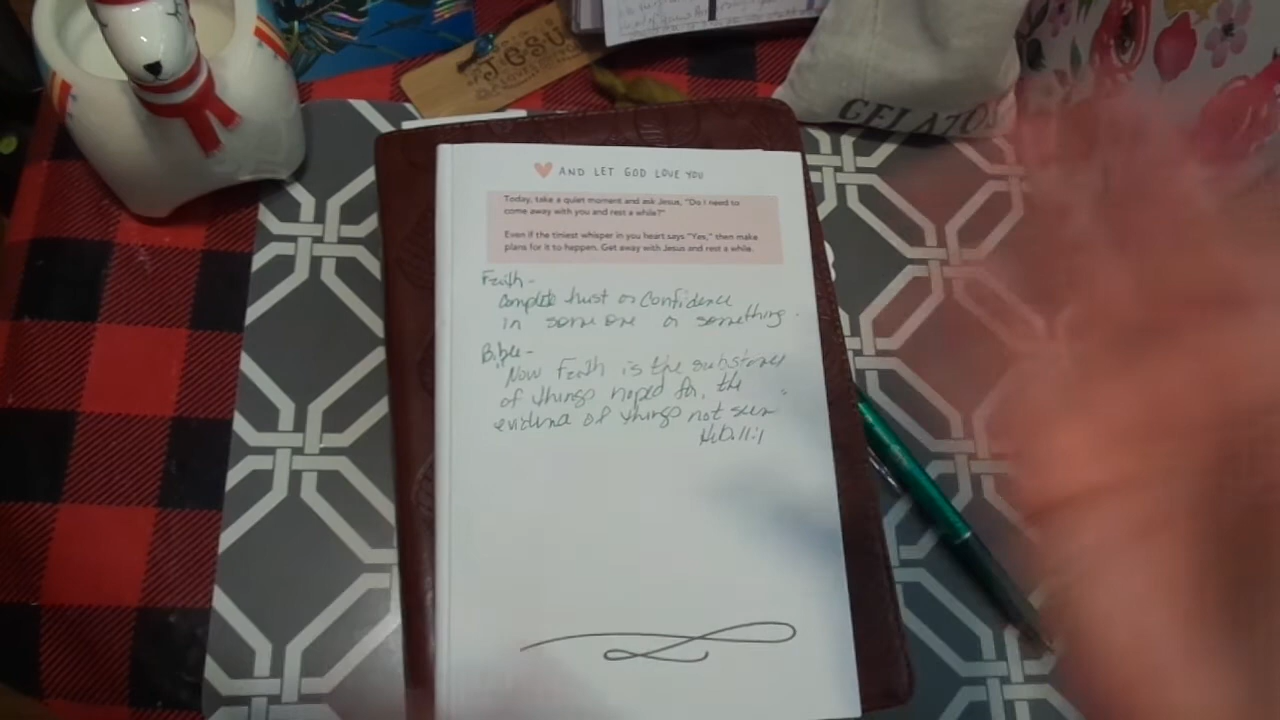 JESUS
LOVES
GELATO
AND LET GOD LOVE YOU
Today, take a quiet moment and ask Jesus, "Do I need to
come away with you and rest a while?"
Even if the tiniest whisper in you heart says "Yes," then make
plans for it to heppen. Get away with Jesus and rest a while.
Faith -
Complete trust or Confidence
in someone or something.
Bible -
"Now Faith is the substance
of things hoped for, the
evidence of things not seen
Heb. 11:1